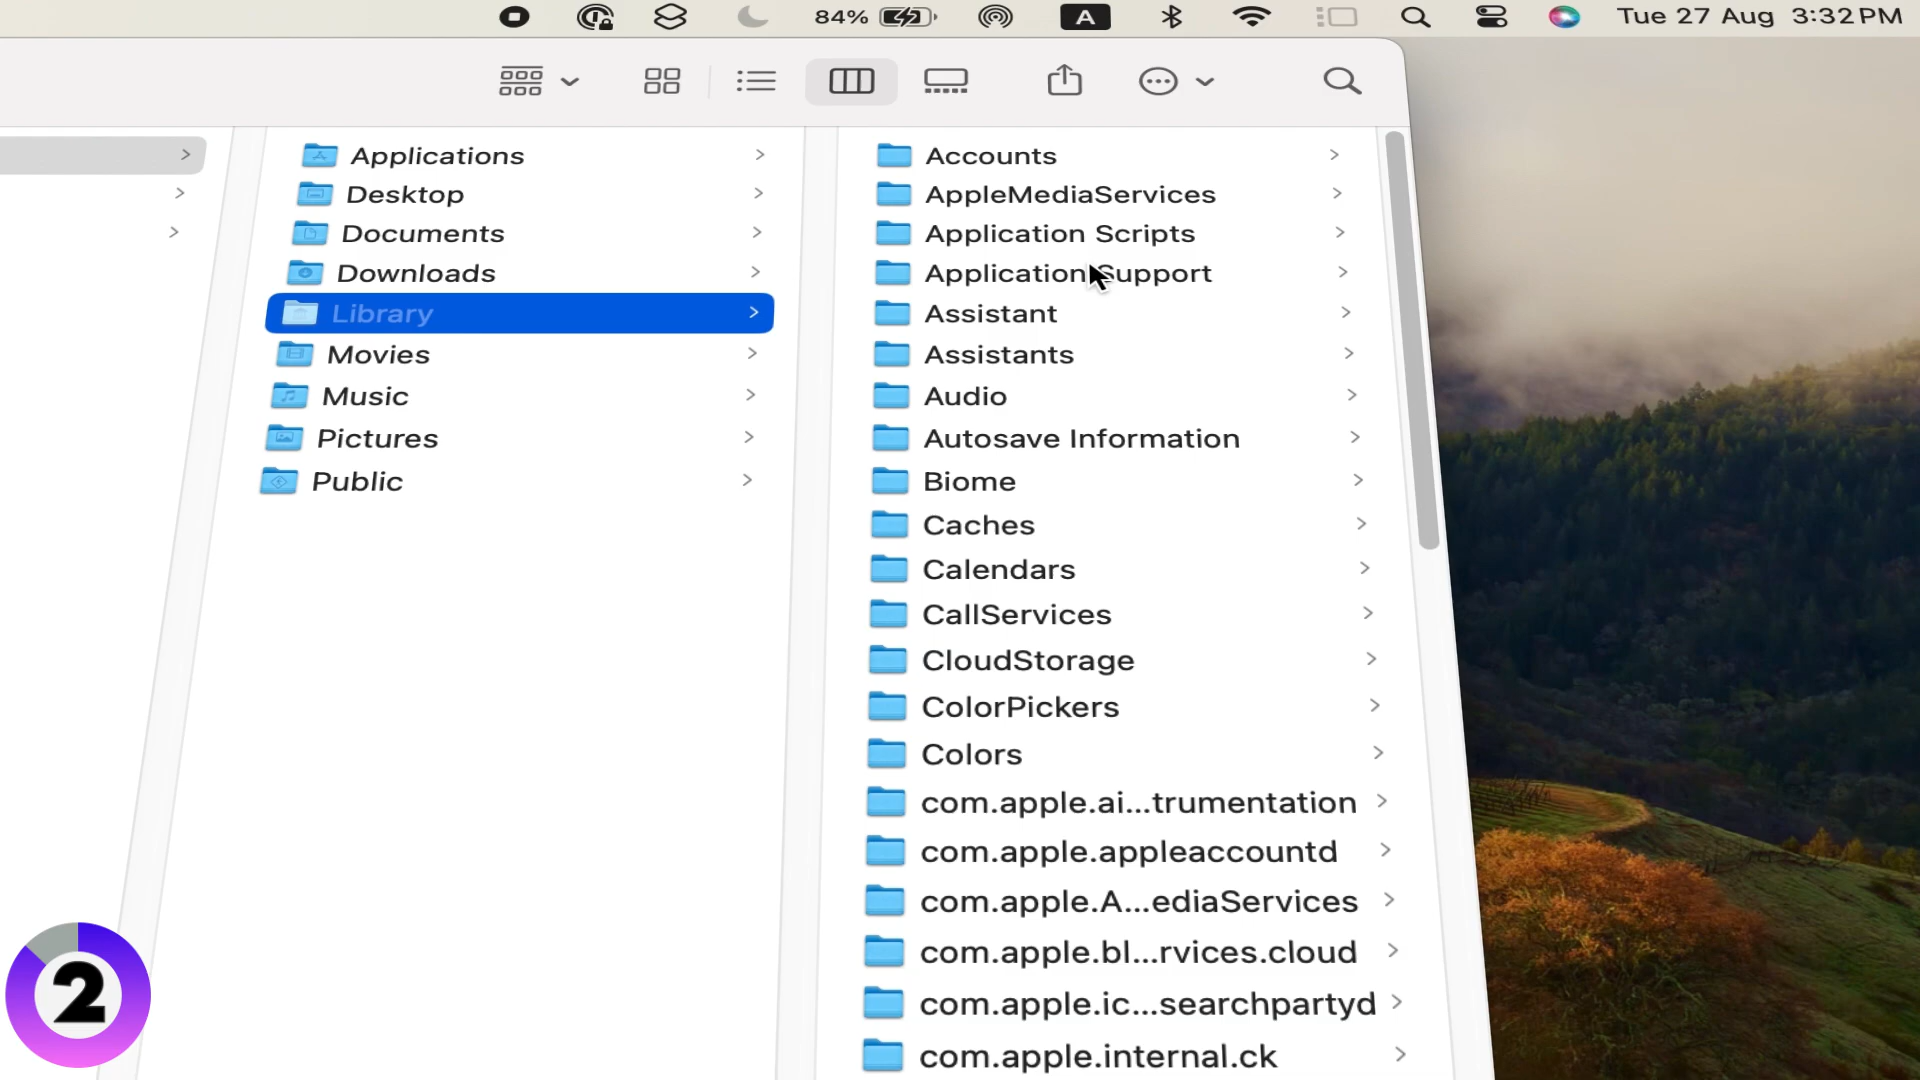 84% A Tue 27 Aug 3:32 PM
Applications
Desktop
Documents
Downloads
Library
Movies
Music
Pictures
Public
Accounts
AppleMediaServices
Application Scripts
Application Support
Assistant
Assistants
Audio
Autosave Information
Biome
Caches
Calendars
CallServices
CloudStorage
ColorPickers
Colors
com.apple.ai...trumentation
com.apple.appleaccountd
com.apple.A...ediaServices
com.apple.bl...rvices.cloud
com.apple.ic...searchpartyd
com.apple.internal.ck
2